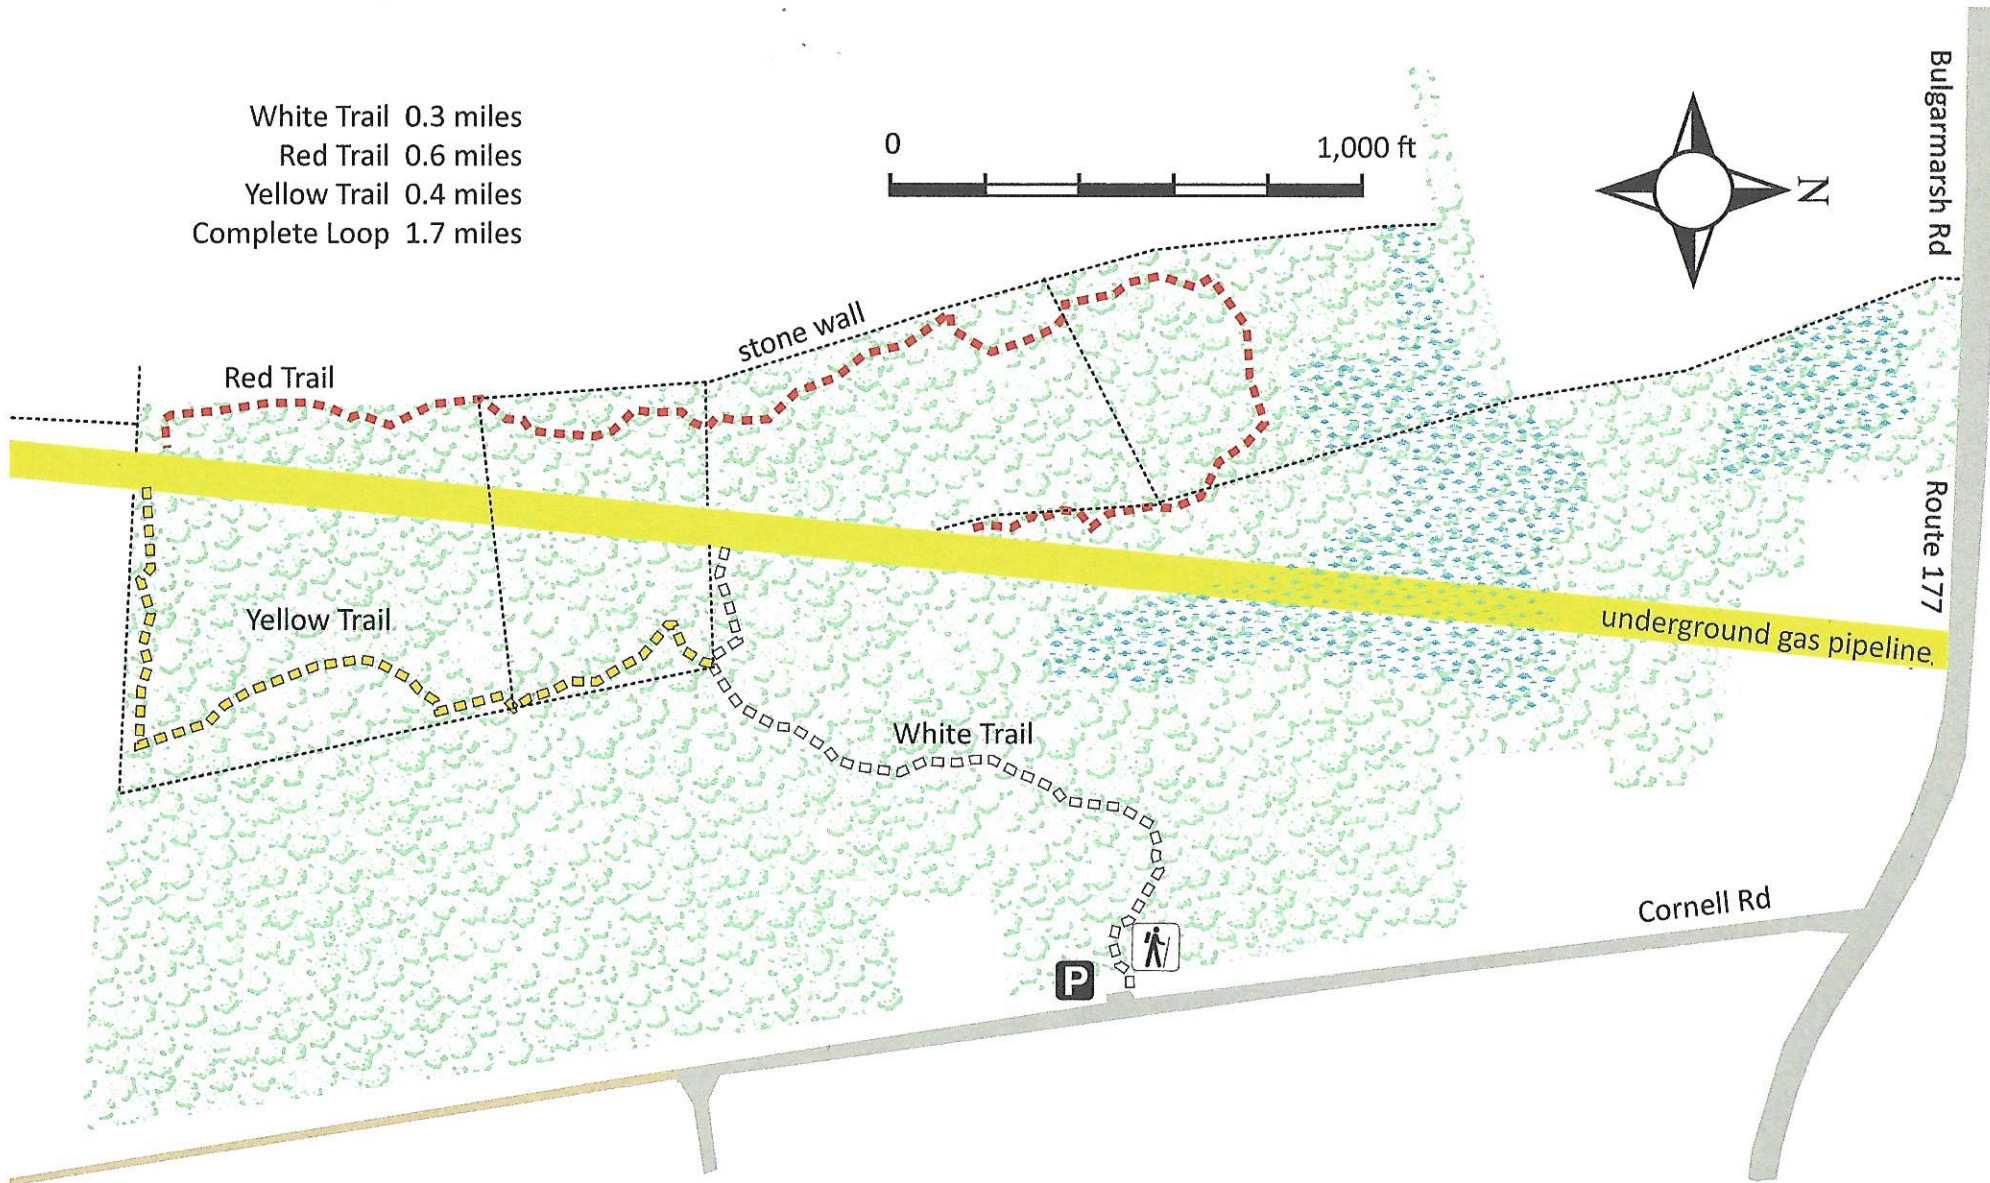 White Trail 0.3 miles
Red Trail 0.6 miles
Yellow Trail 0.4 miles
Complete Loop 1.7 miles
0
1,000 ft
N
Bulgarmarsh Rd
stone wall
Red Trail
Route 177
Yellow Trail
underground gas pipeline
White Trail
Cornell Rd
P